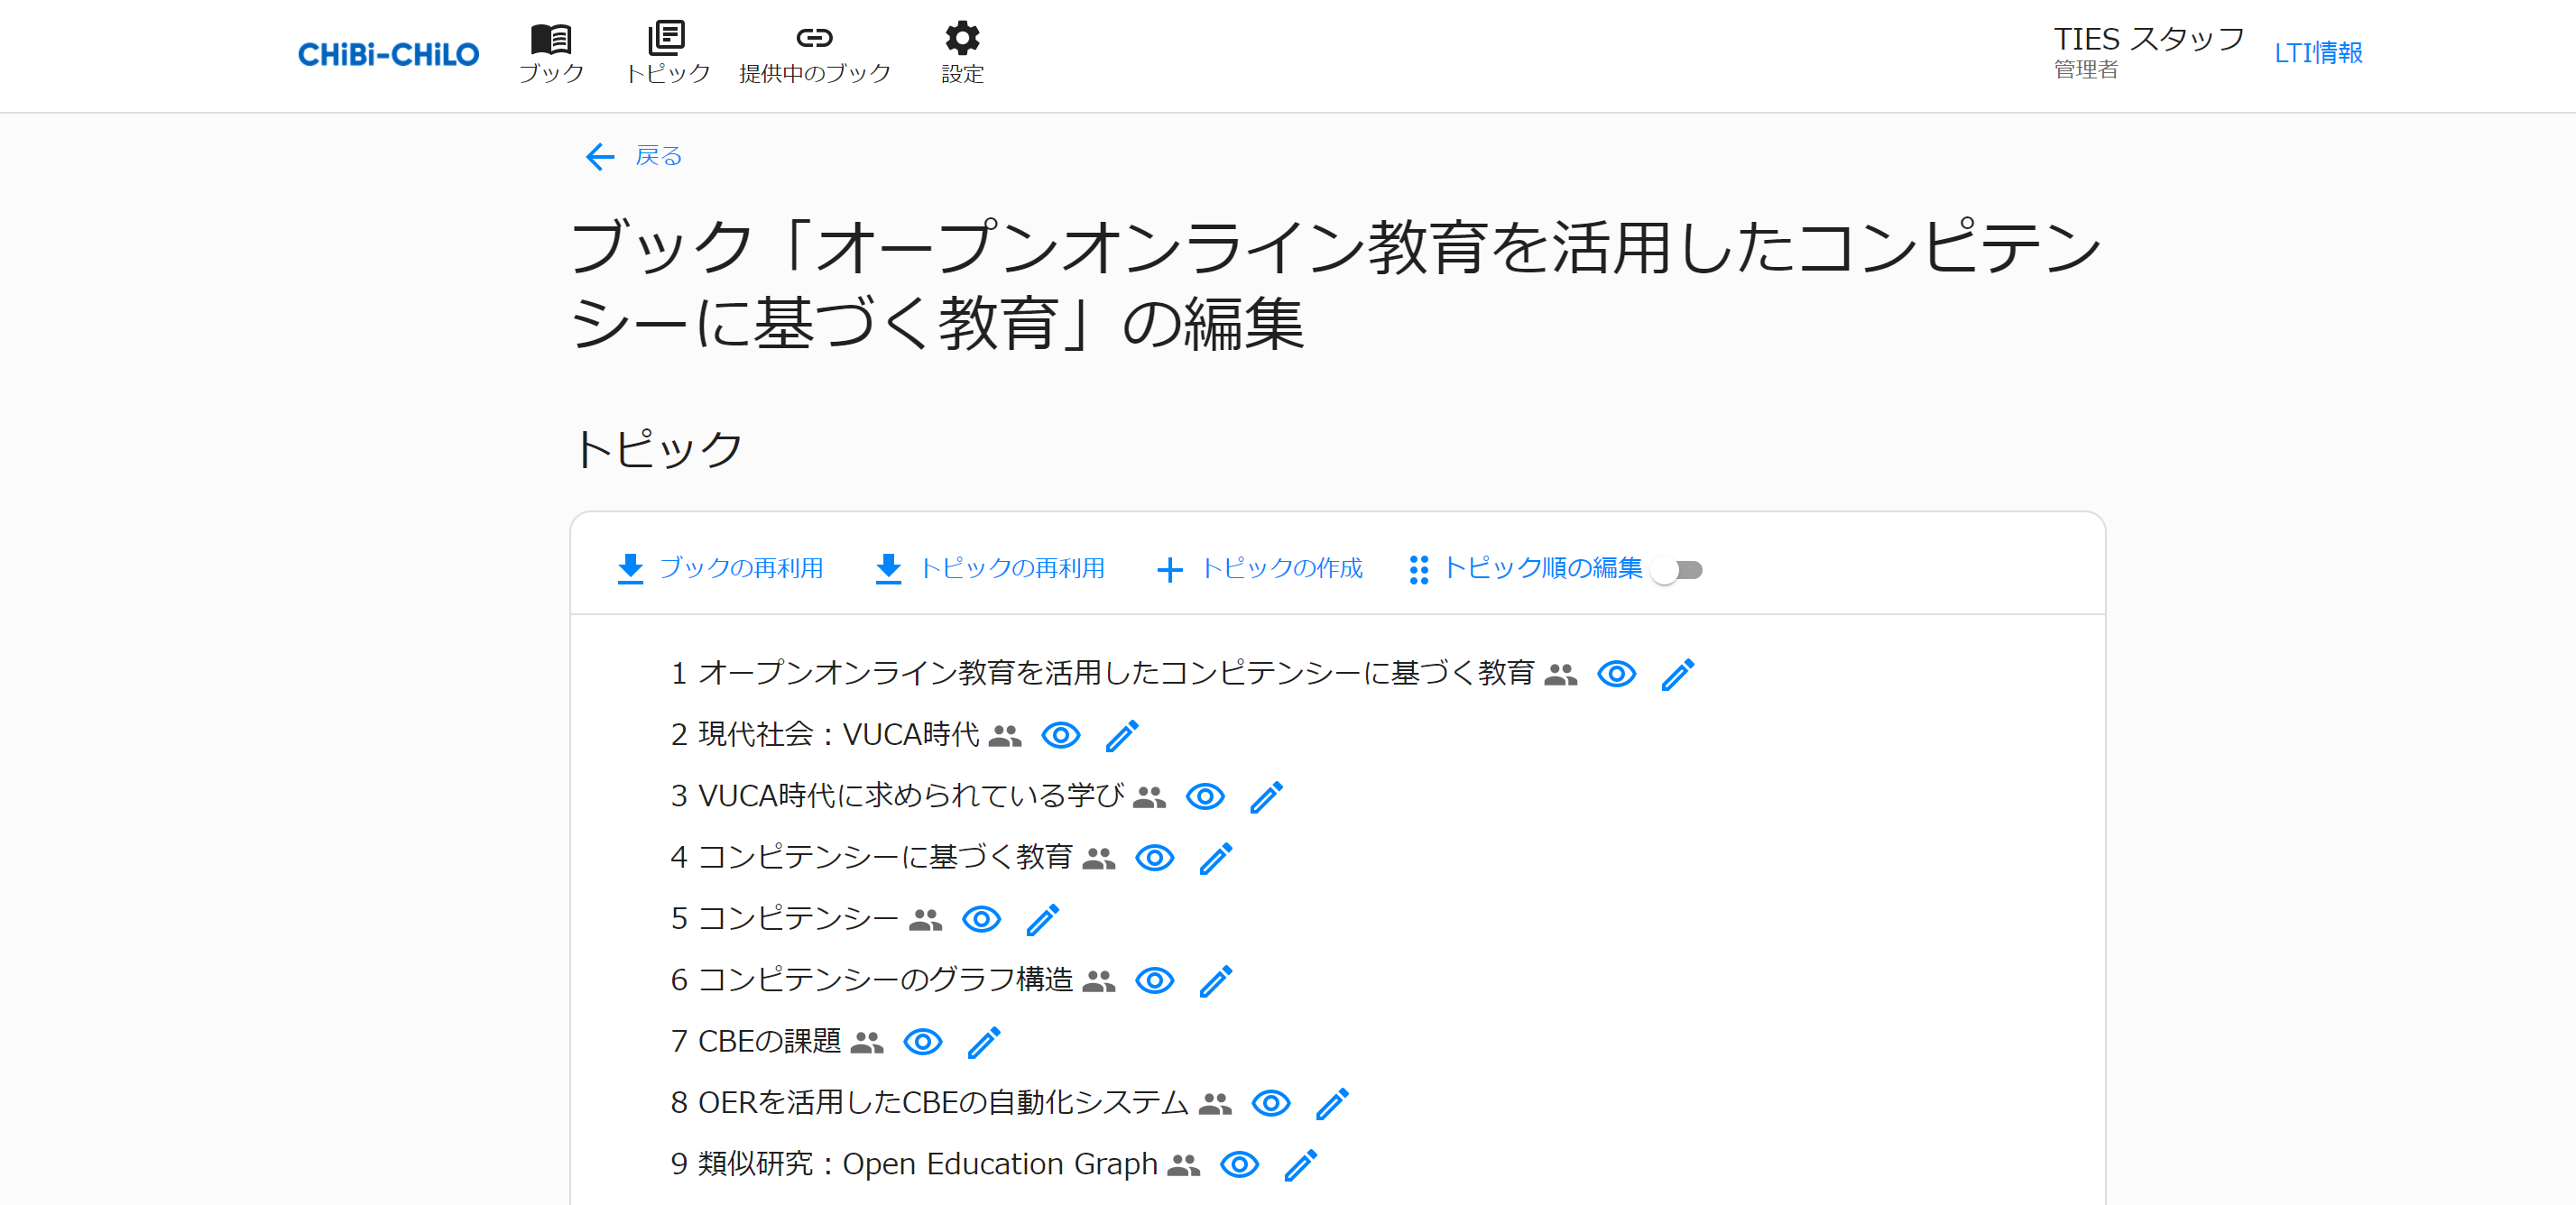 CHiBi-CHiLO
ブック
トピック
提供中のブック
設定
TIES スタッフ
管理者
LTI情報
戻る
ブック「オープンオンライン教育を活用したコンピテン
シーに基づく教育」の編集
トピック
ブックの再利用
トピックの再利用
トピックの作成
トピック順の編集
1 オープンオンライン教育を活用したコンピテンシーに基づく教育
2 現代社会：VUCA時代
3 VUCA時代に求められている学び
4 コンピテンシーに基づく教育
5 コンピテンシー
6 コンピテンシーのグラフ構造
7 CBEの課題
8 OERを活用したCBEの自動化システム
9 類似研究：Open Education Graph